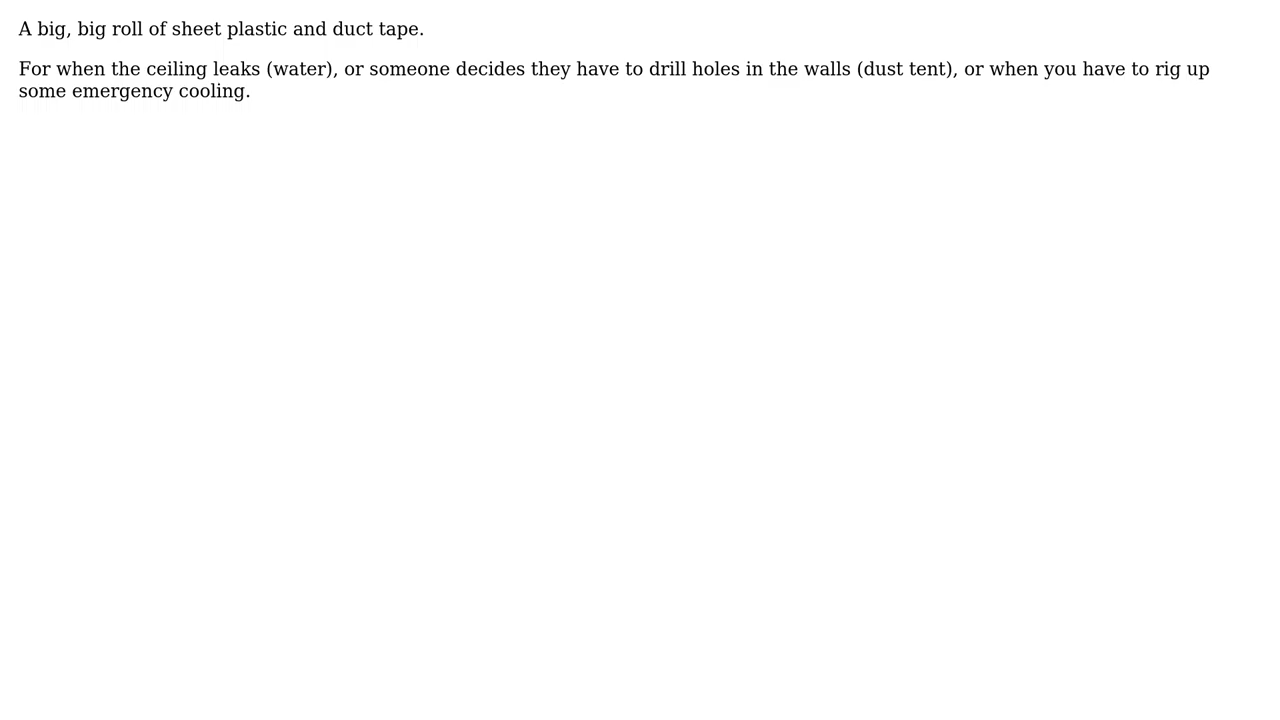 A big, big roll of sheet plastic and duct tape.
For when the ceiling leaks (water), or someone decides they have to drill holes in the walls (dust tent), or when you have to rig up
some emergency cooling.